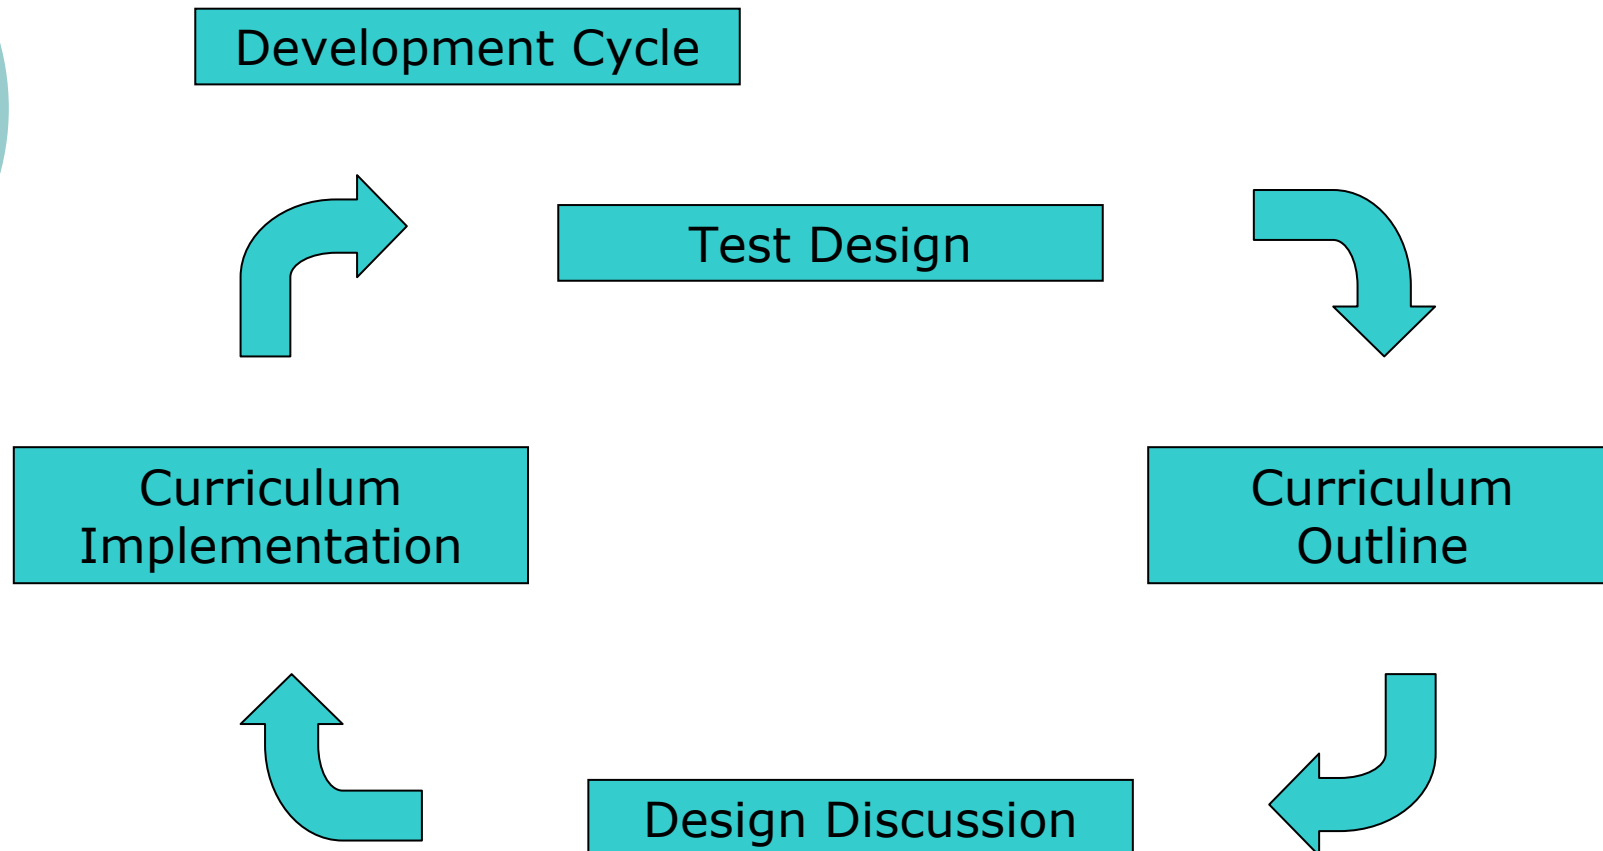 Development Cycle
Test Design
Curriculum
Implementation
Curriculum
Outline
Design Discussion